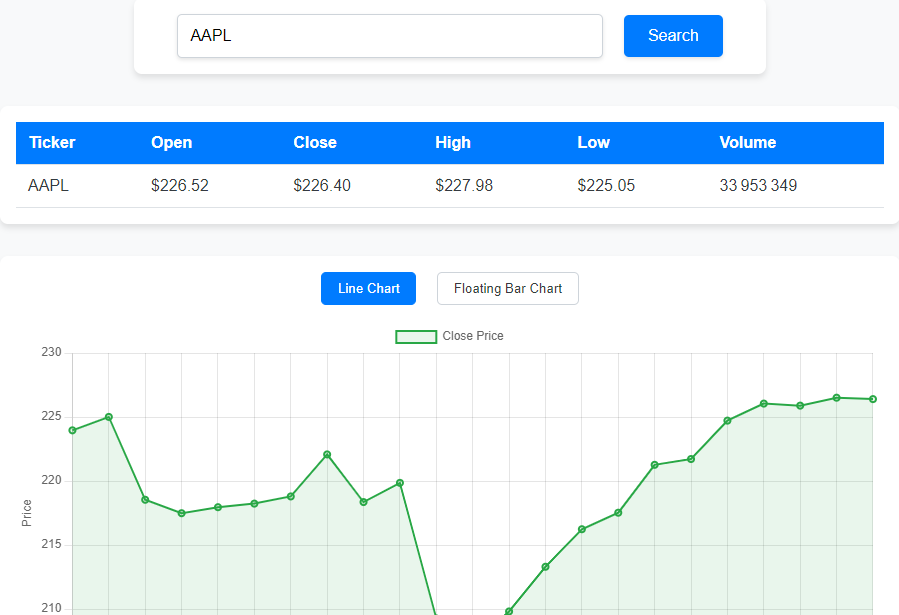 AAPL Search
Ticker Open Close High Low Volume
AAPL $226.52 $226.40 $227.98 $225.05 33 953 349
Line Chart Floating Bar Chart
Close Price
230
225
220
Price
215
210